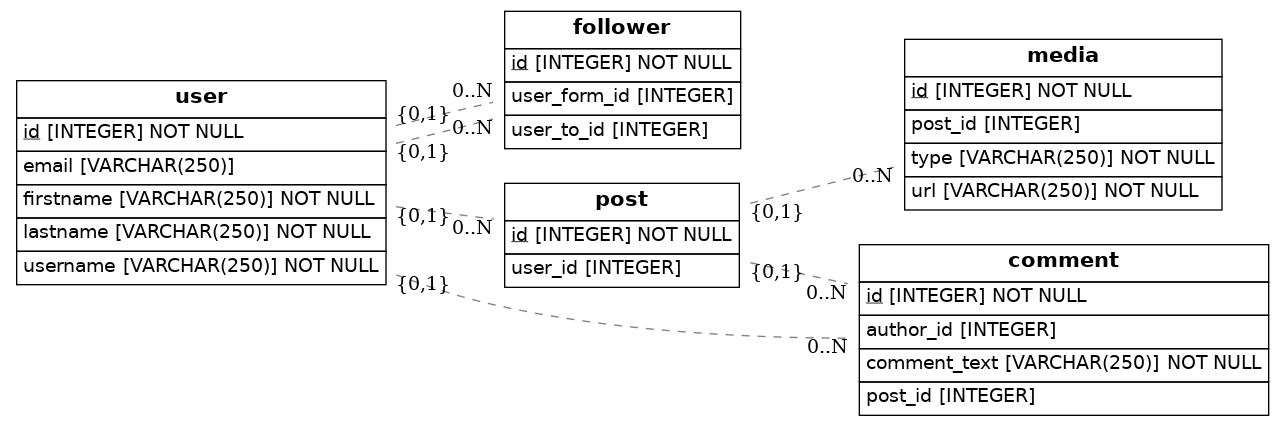 user
id [INTEGER] NOT NULL
email [VARCHAR(250)]
firstname [VARCHAR(250)] NOT NULL
lastname [VARCHAR(250)] NOT NULL
username [VARCHAR(250)] NOT NULL
follower
id [INTEGER] NOT NULL
user_form_id [INTEGER]
user_to_id [INTEGER]
0..N
{0,1}
0..N
{0,1}
post
id [INTEGER] NOT NULL
user_id [INTEGER]
{0,1}
0..N
media
id [INTEGER] NOT NULL
post_id [INTEGER]
type [VARCHAR(250)] NOT NULL
url [VARCHAR(250)] NOT NULL
0..N
{0,1}
comment
id [INTEGER] NOT NULL
author_id [INTEGER]
comment_text [VARCHAR(250)] NOT NULL
post_id [INTEGER]
{0,1}
0..N
{0,1}
0..N